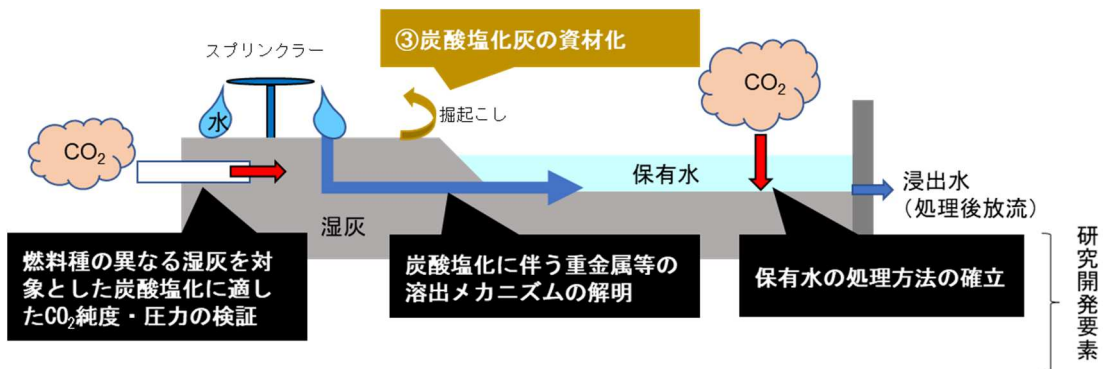 ③炭酸塩化灰の資材化
スプリンクラー
水
掘起こし
CO₂
CO₂
保有水
浸出水
（処理後放流）
湿灰
燃料種の異なる湿灰を対
象とした炭酸塩化に適し
たCO₂純度・圧力の検証
炭酸塩化に伴う重金属等の
溶出メカニズムの解明
保有水の処理方法の確立
研究開発要素